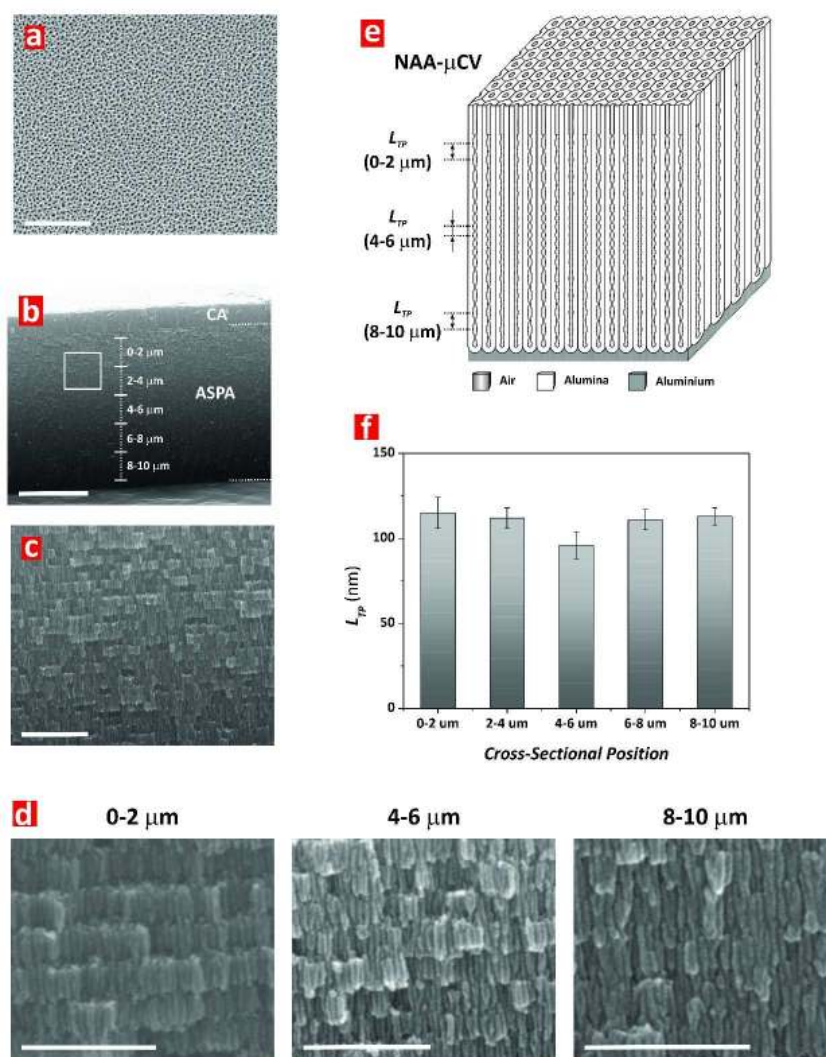 a
b
CA
0-2 μm
2-4 μm
ASPA
4-6 μm
6-8 μm
8-10 μm
c
e
NAA-μCV
L_TP
(0-2 μm)
L_TP
(4-6 μm)
L_TP
(8-10 μm)
Air Alumina Aluminium
f
150
100
50
0
L_TP (nm)
0-2 um 2-4 um 4-6 um 6-8 um 8-10 um
Cross-Sectional Position
d
0-2 μm 4-6 μm 8-10 μm